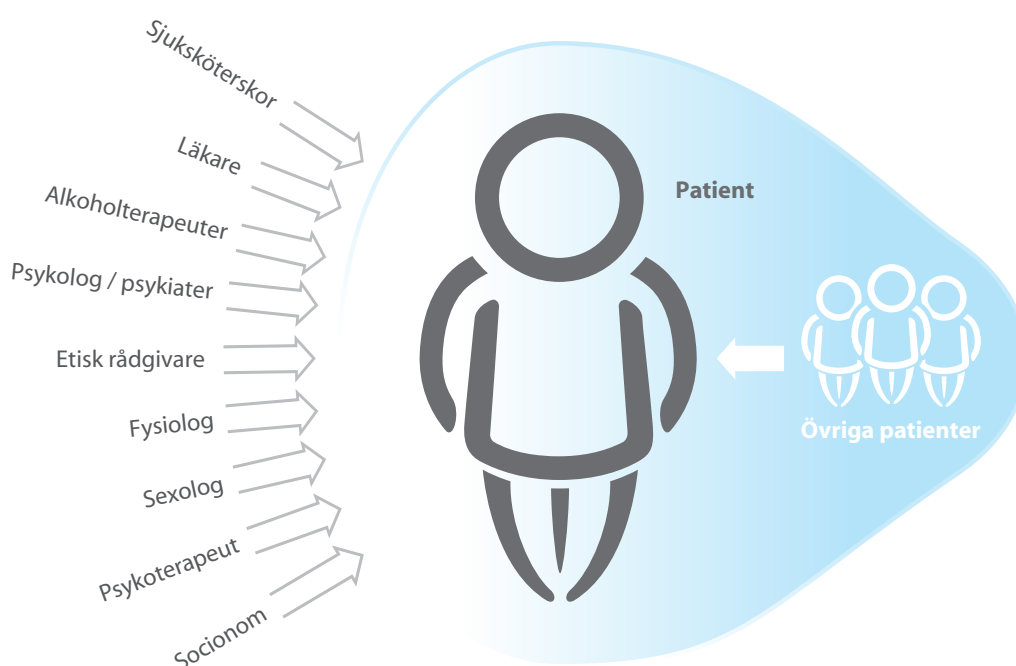 Sjuksköterskor
Läkare
Alkoholterapeuter
Psykolog / psykiater
Etisk rådgivare
Fysiolog
Sexolog
Psykoterapeut
Socionom
Patient
Övriga patienter